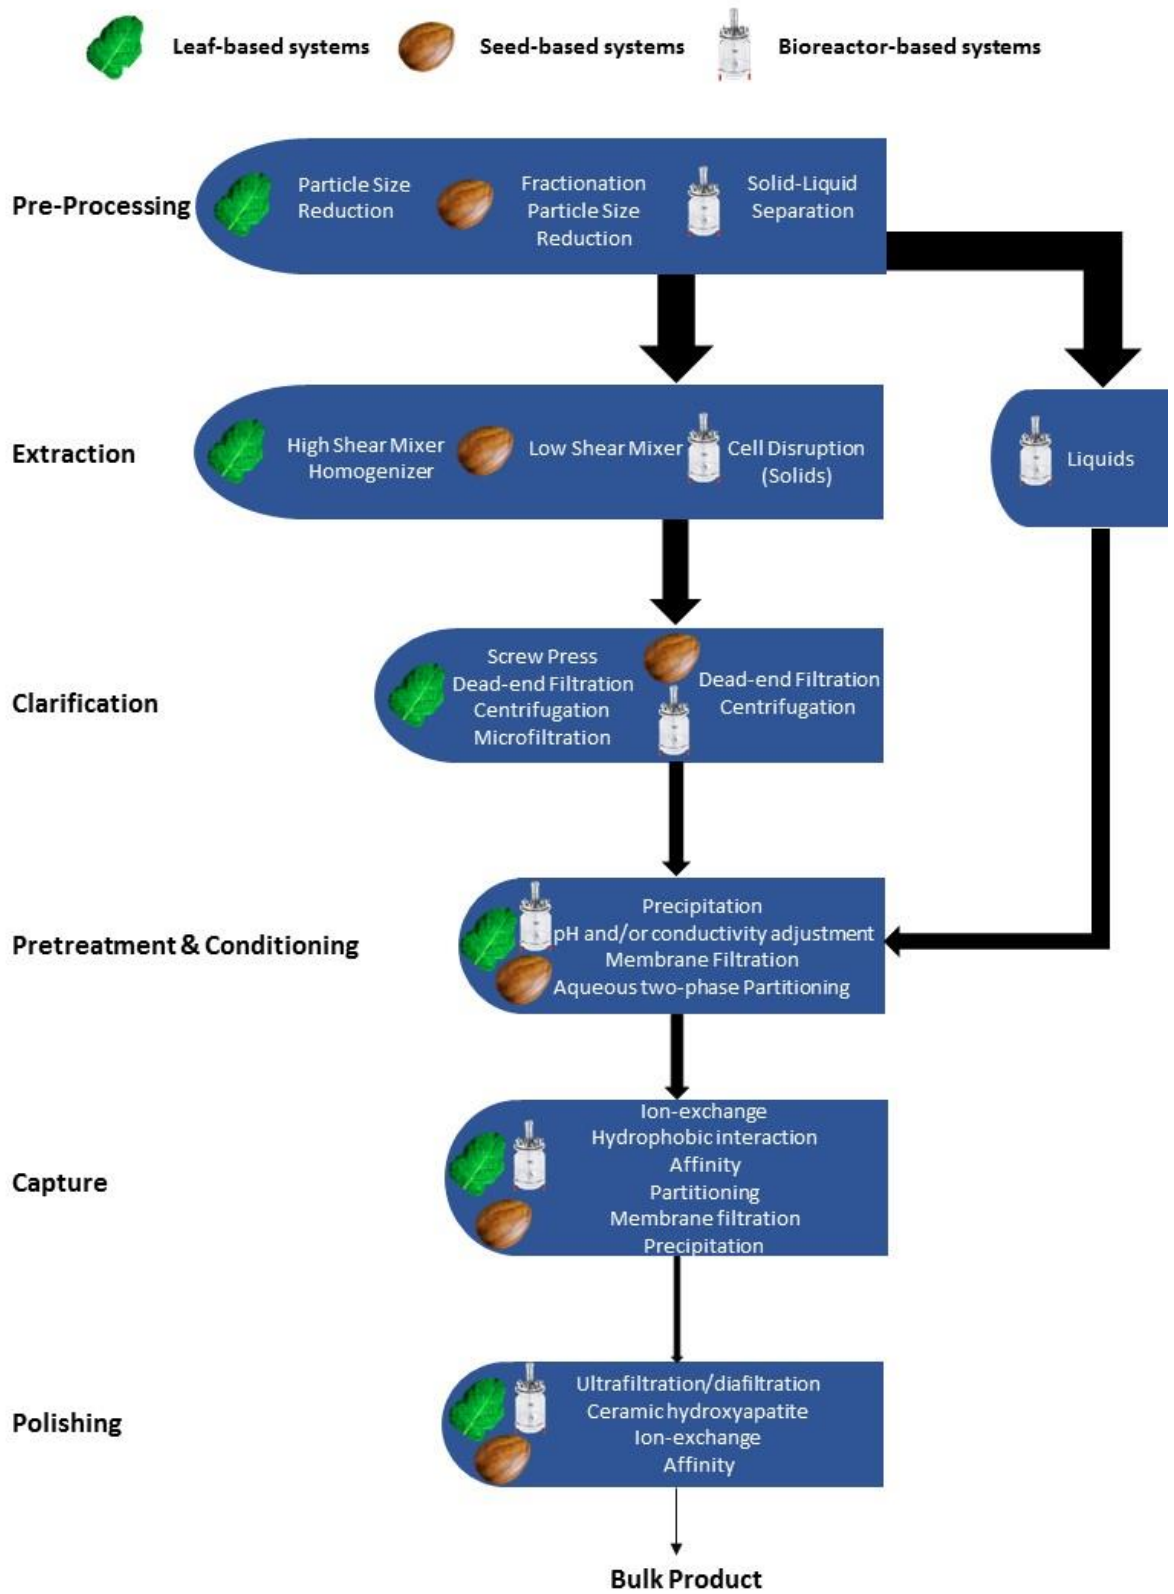 Leaf-based systems
Seed-based systems
Bioreactor-based systems
Pre-Processing
Particle Size
Reduction
Fractionation
Particle Size
Reduction
Solid-Liquid
Separation
Extraction
High Shear Mixer
Homogenizer
Low Shear Mixer
Cell Disruption
(Solids)
Liquids
Clarification
Screw Press
Dead-end Filtration
Centrifugation
Microfiltration
Dead-end Filtration
Centrifugation
Pretreatment & Conditioning
Precipitation
pH and/or conductivity adjustment
Membrane Filtration
Aqueous two-phase Partitioning
Capture
Ion-exchange
Hydrophobic interaction
Affinity
Partitioning
Membrane filtration
Precipitation
Polishing
Ultrafiltration/diafiltration
Ceramic hydroxyapatite
Ion-exchange
Affinity
Bulk Product